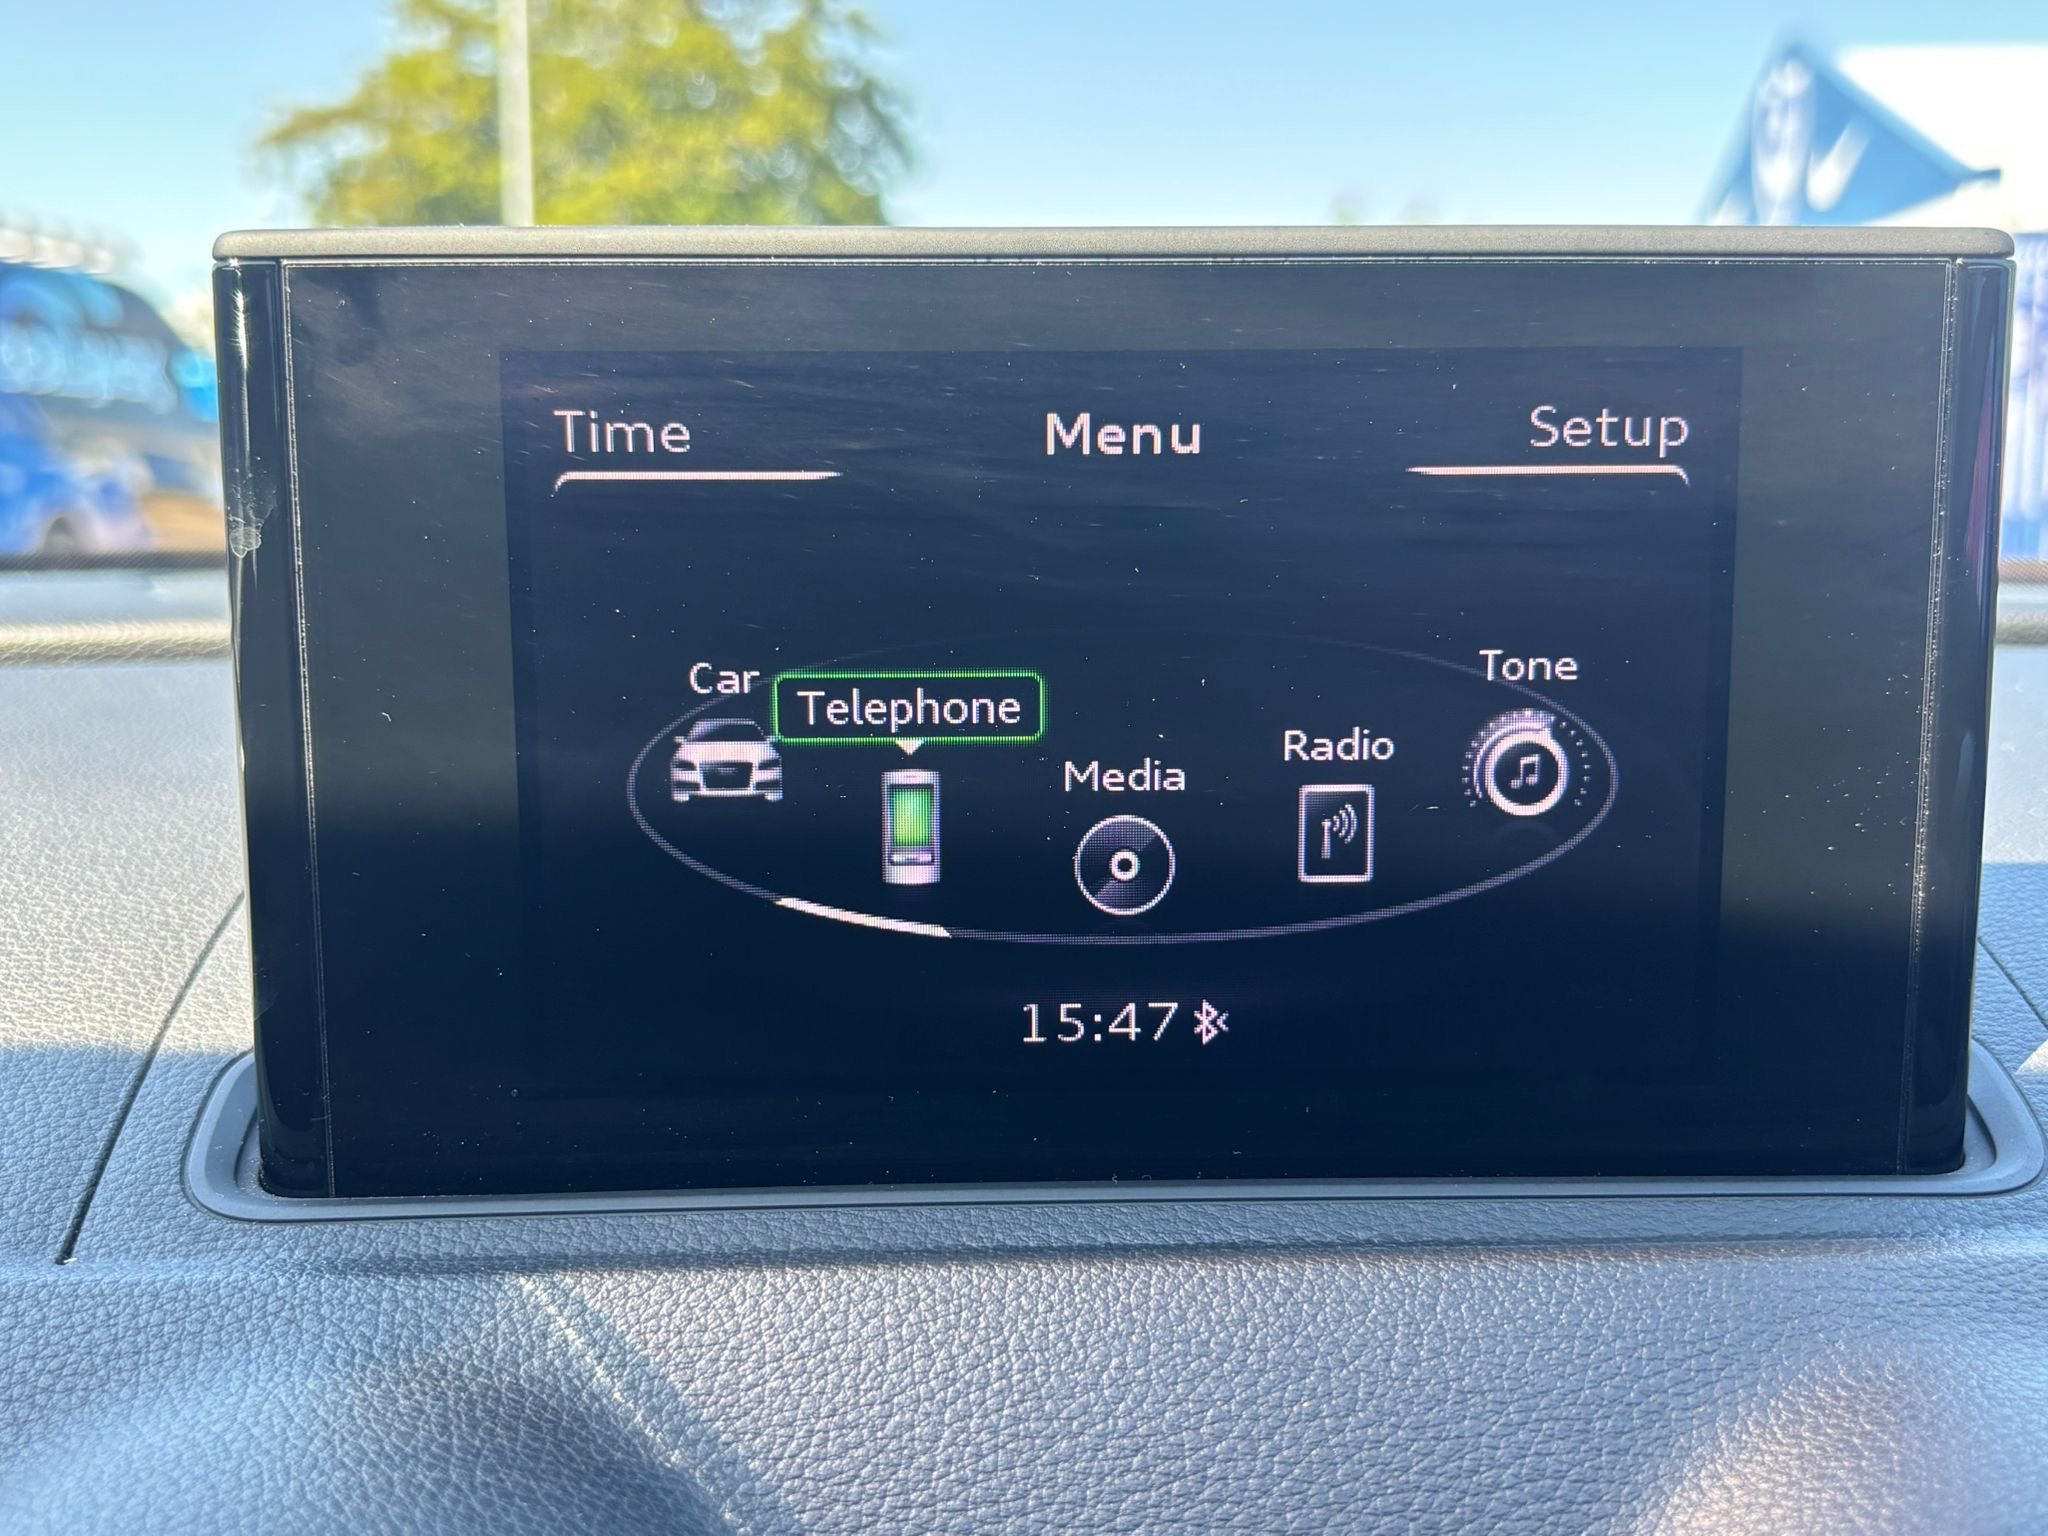 Time
Menu
Setup
Car
Telephone
Media
Radio
Tone
15:47